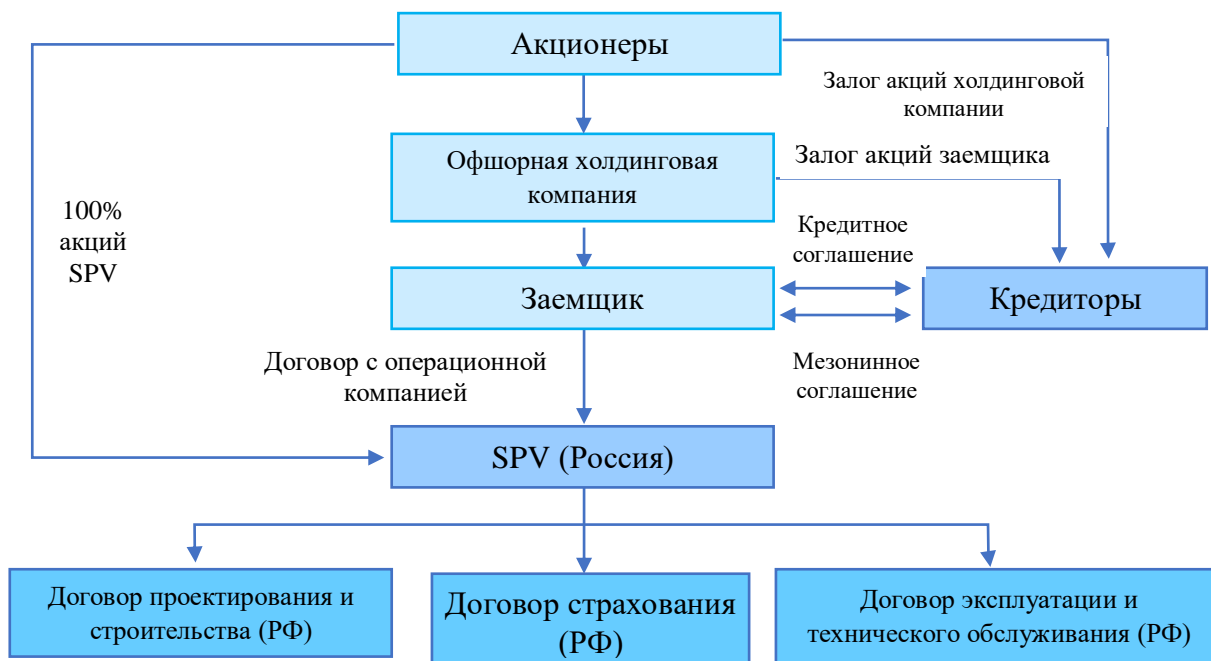 Акционеры
Залог акций холдинговой
компании
Офшорная холдинговая
компания
Залог акций заемщика
100%
акций
SPV
Кредитное
соглашение
Заемщик
Кредиторы
Договор с операционной
компанией
Мезонинное
соглашение
SPV (Россия)
Договор проектирования и
строительства (РФ)
Договор страхования
(РФ)
Договор эксплуатации и
технического обслуживания (РФ)